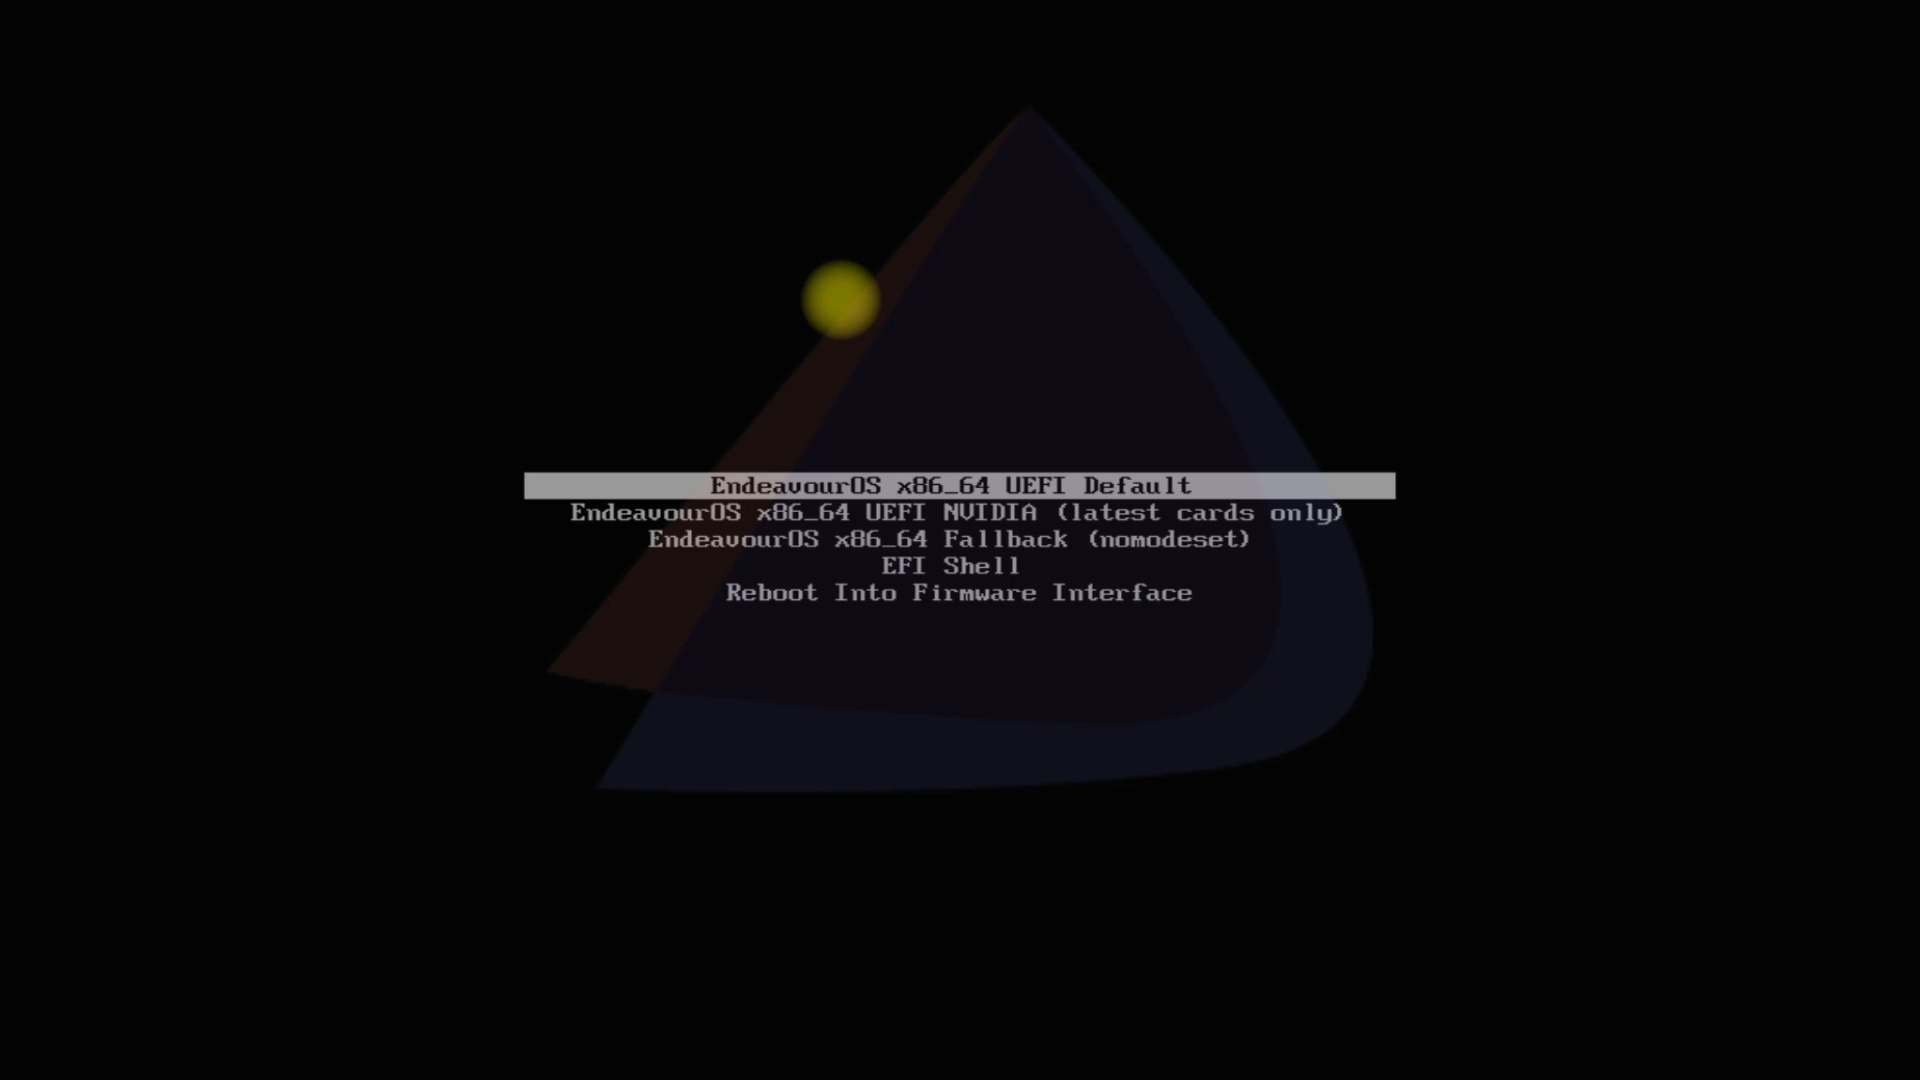 EndeavourOS x86_64 UEFI Default
EndeavourOS x86_64 UEFI NVIDIA (latest cards only)
EndeavourOS x86_64 Fallback (nomodeset)
EFI Shell
Reboot Into Firmware Interface